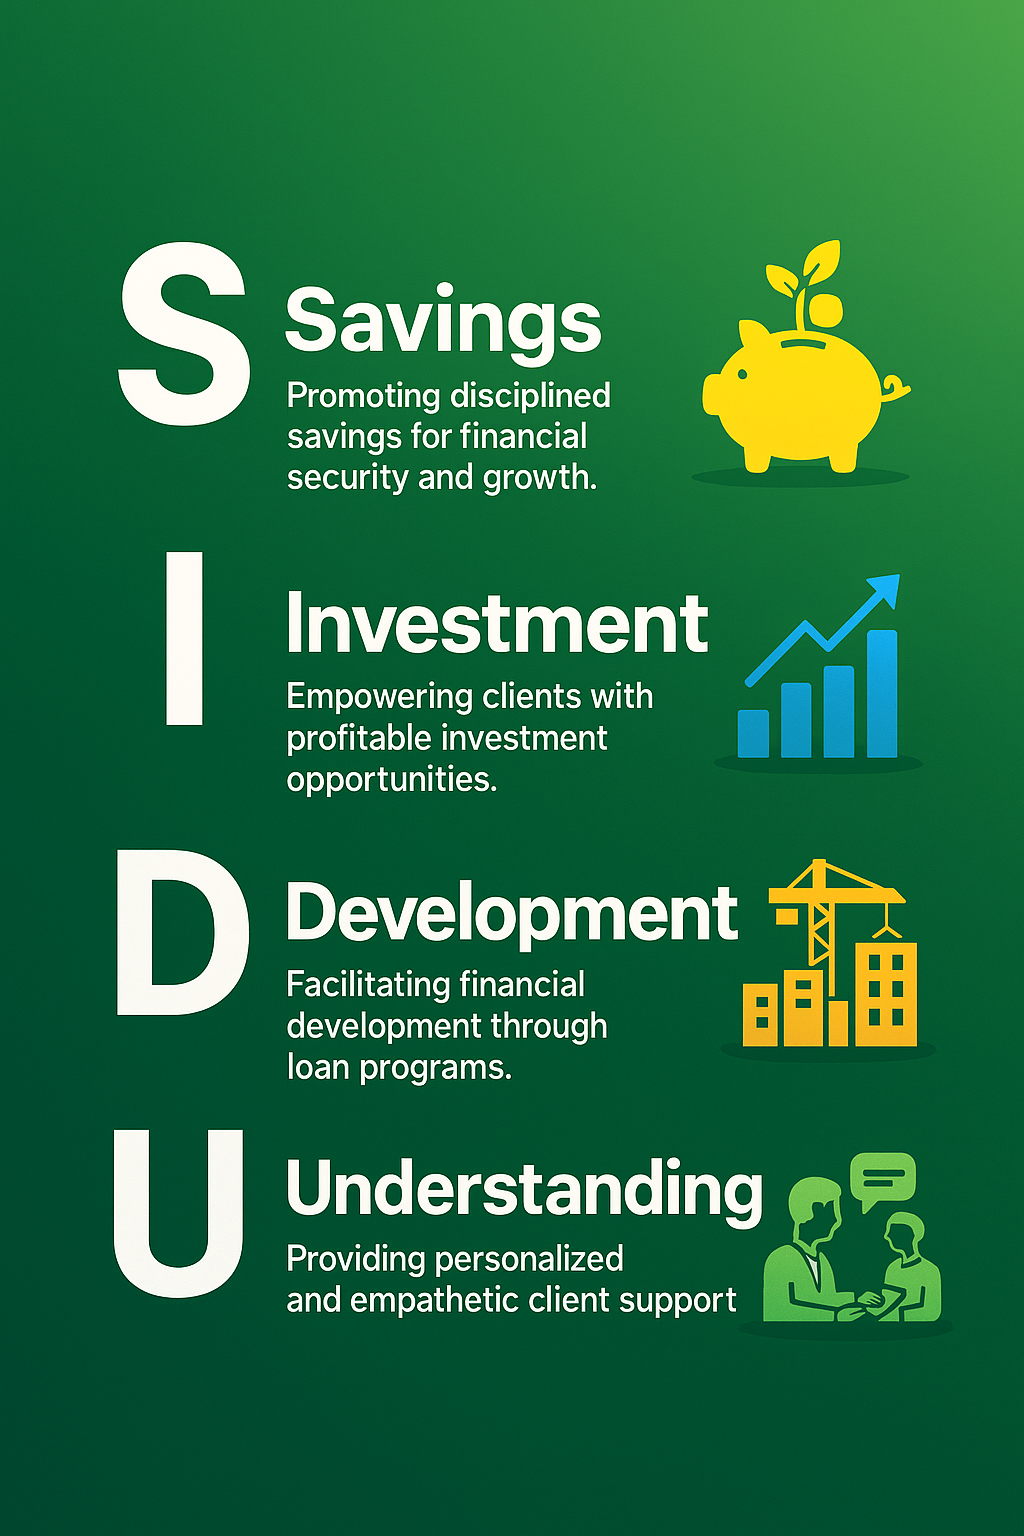 S
Savings
Promoting disciplined
savings for financial
security and growth.
I
Investment
Empowering clients with
profitable investment
opportunities.
D
Development
Facilitating financial
development through
loan programs.
U
Understanding
Providing personalized
and empathetic client support